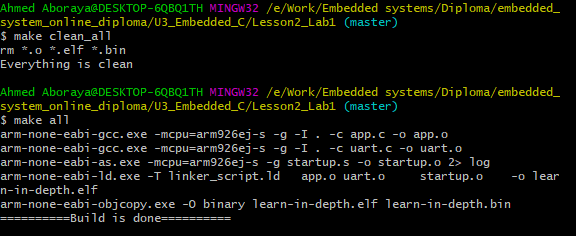 Ahmed Aboraya@DESKTOP-6QBQ1TH MINGW32 /e/Work/Embedded systems/Diploma/embedded_
system_online_diploma/U3_Embedded_C/Lesson2_Lab1 (master)
$ make clean_all
rm *.o *.elf *.bin
Everything is clean

Ahmed Aboraya@DESKTOP-6QBQ1TH MINGW32 /e/Work/Embedded systems/Diploma/embedded_
system_online_diploma/U3_Embedded_C/Lesson2_Lab1 (master)
$ make all
arm-none-eabi-gcc.exe -mcpu=arm926ej-s -g -I . -c app.c -o app.o
arm-none-eabi-gcc.exe -mcpu=arm926ej-s -g -I . -c uart.c -o uart.o
arm-none-eabi-as.exe -mcpu=arm926ej-s -g startup.s -o startup.o 2> log
arm-none-eabi-ld.exe -T linker_script.ld   app.o uart.o     startup.o    -o lear
n-in-depth.elf
arm-none-eabi-objcopy.exe -O binary learn-in-depth.elf learn-in-depth.bin
==========Build is done==========